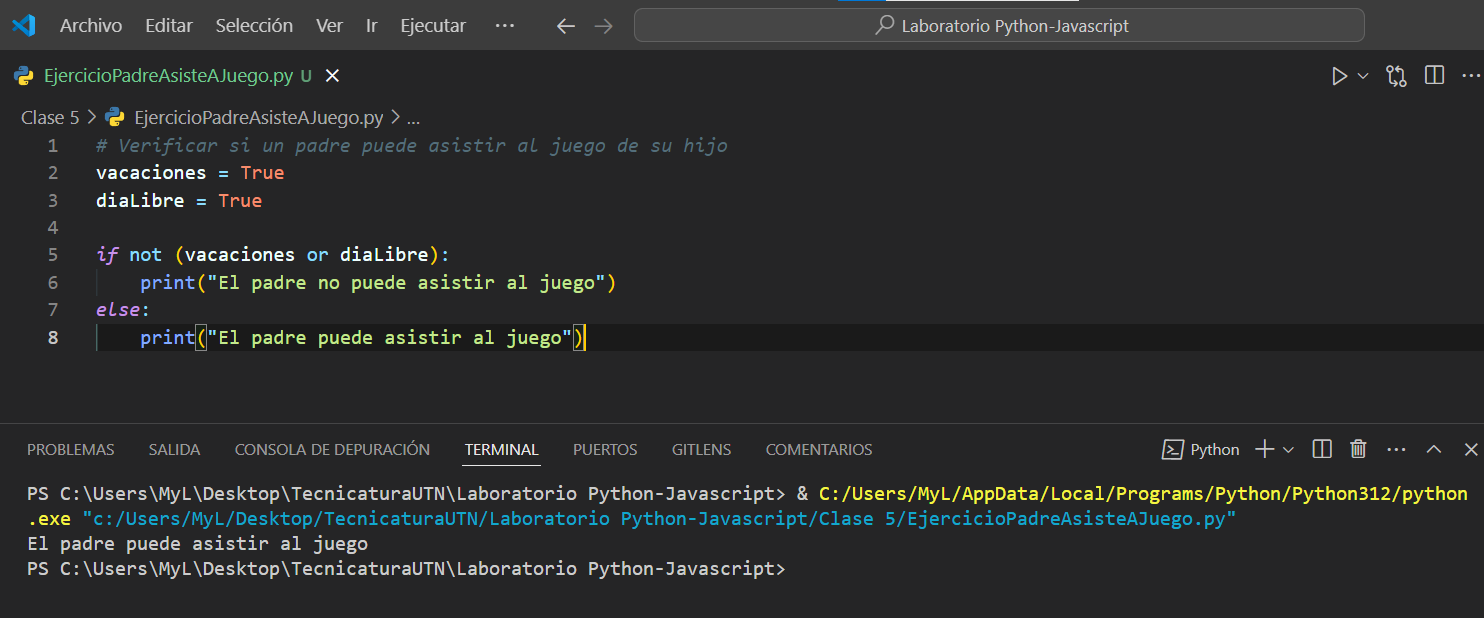 Archivo Editar Selección Ver Ir Ejecutar ··· Laboratorio Python-Javascript
EjercicioPadreAsisteAJuego.py U
Clase 5 > EjercicioPadreAsisteAJuego.py > ...
1 # Verificar si un padre puede asistir al juego de su hijo
2 vacaciones = True
3 diaLibre = True
4
5 if not (vacaciones or diaLibre):
6     print("El padre no puede asistir al juego")
7 else:
8     print("El padre puede asistir al juego")
PROBLEMAS SALIDA CONSOLA DE DEPURACIÓN TERMINAL PUERTOS GITLENS COMENTARIOS Python
PS C:\Users\MyL\Desktop\TecnicaturaUTN\Laboratorio Python-Javascript> & C:/Users/MyL/AppData/Local/Programs/Python/Python312/python
.exe "c:/Users/MyL/Desktop/TecnicaturaUTN/Laboratorio Python-Javascript/Clase 5/EjercicioPadreAsisteAJuego.py"
El padre puede asistir al juego
PS C:\Users\MyL\Desktop\TecnicaturaUTN\Laboratorio Python-Javascript>